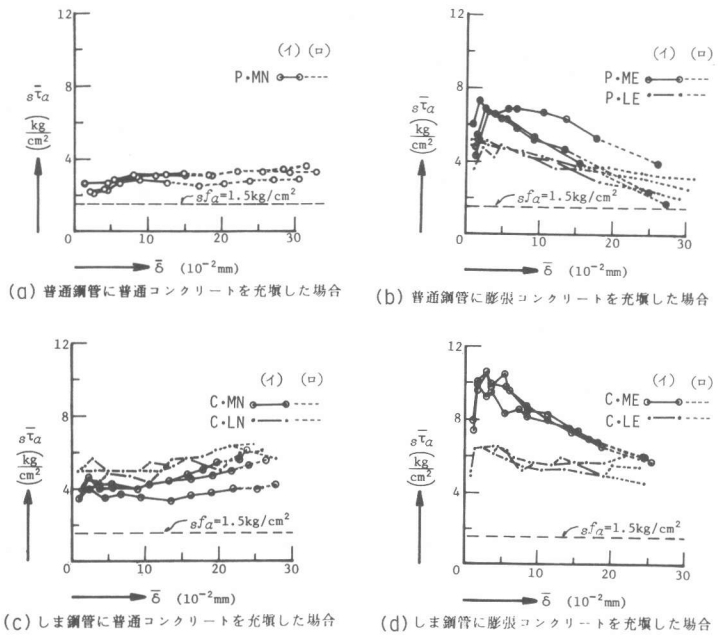 12
8
4
0
sτ̄a
(kg/cm²)
(イ) (ロ)
P・MN
sfa=1.5kg/cm²
10 20 30
δ̄ (10⁻²mm)
(a) 普通鋼管に普通コンクリートを充塡した場合
12
8
4
0
sτ̄a
(kg/cm²)
(イ) (ロ)
P・ME
P・LE
sfa=1.5kg/cm²
10 20 30
δ̄ (10⁻²mm)
(b) 普通鋼管に膨張コンクリートを充塡した場合
12
8
4
0
sτ̄a
(kg/cm²)
(イ) (ロ)
C・MN
C・LN
sfa=1.5kg/cm²
10 20 30
δ̄ (10⁻²mm)
(c) しま鋼管に普通コンクリートを充塡した場合
12
8
4
0
sτ̄a
(kg/cm²)
(イ) (ロ)
C・ME
C・LE
sfa=1.5kg/cm²
10 20 30
δ̄ (10⁻²mm)
(d) しま鋼管に膨張コンクリートを充塡した場合